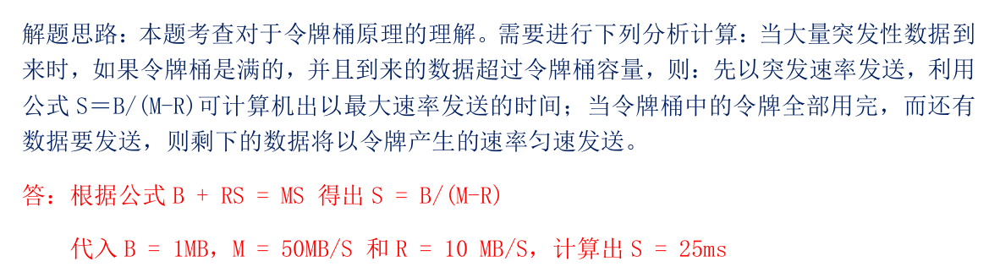 解题思路：本题考查对于令牌桶原理的理解。需要进行下列分析计算：当大量突发性数据到
来时，如果令牌桶是满的，并且到来的数据超过令牌桶容量，则：先以突发速率发送，利用
公式 S＝B/(M-R)可计算机出以最大速率发送的时间；当令牌桶中的令牌全部用完，而还有
数据要发送，则剩下的数据将以令牌产生的速率匀速发送。
答：根据公式 B + RS = MS 得出 S = B/(M-R)
代入 B = 1MB，M = 50MB/S 和 R = 10 MB/S，计算出 S = 25ms